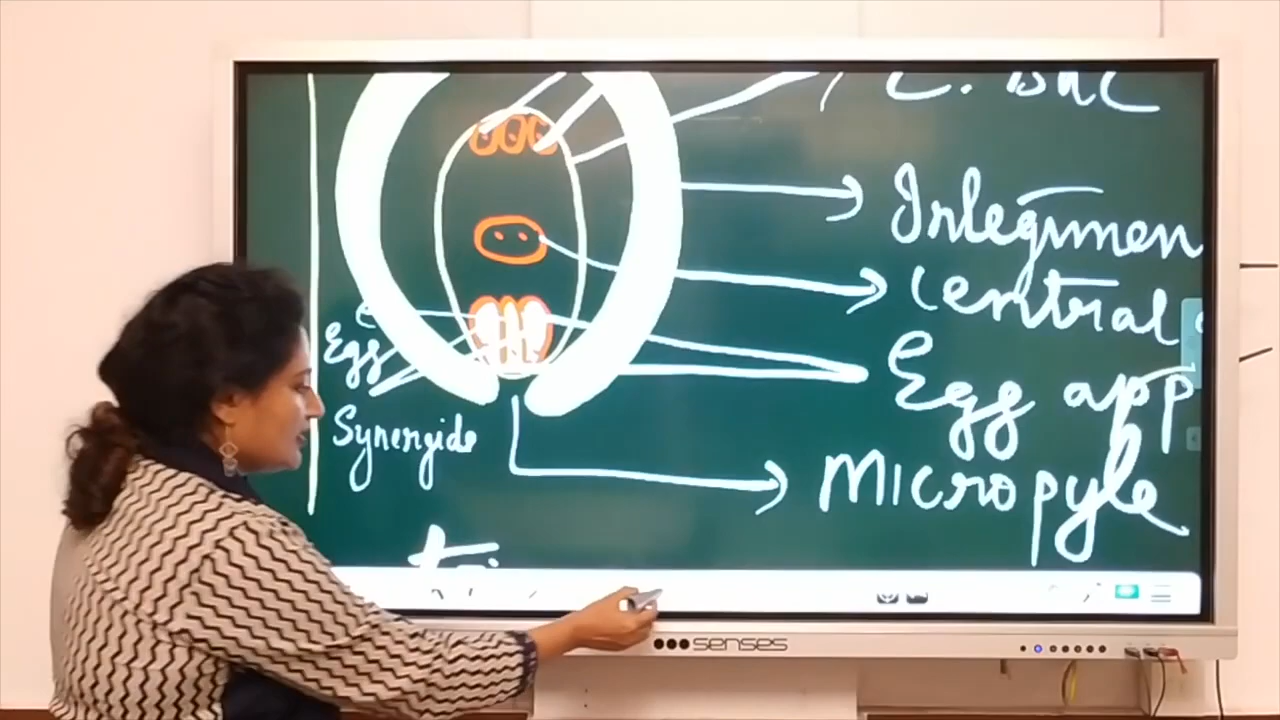 Integumen
Central
Egg
Egg app
Synergids
Micropyle
senses